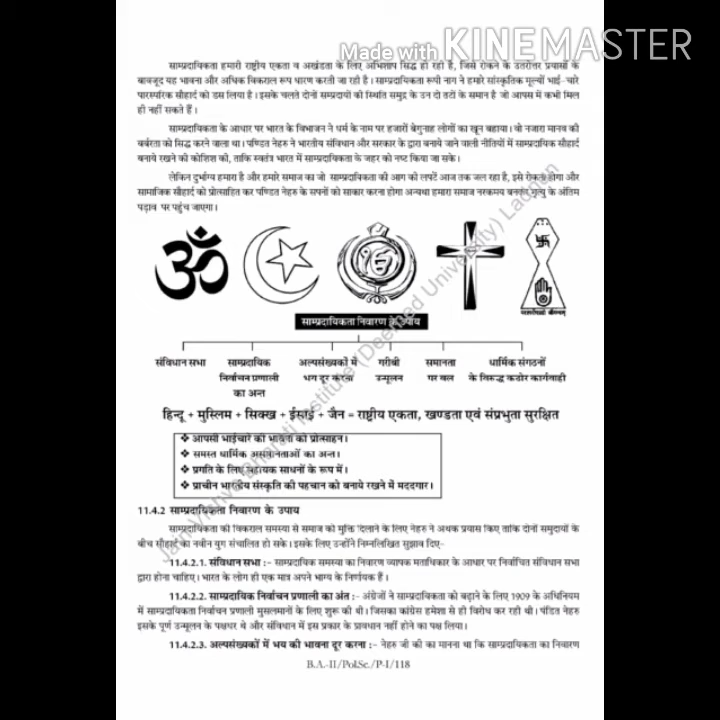 Made with KINEMASTER
साम्प्रदायिकता हमारी राष्ट्रीय एकता व अखंडता के लिए अभिशाप सिद्ध हो रही है, जिसे रोकने के उतरोत्तर प्रयासों के
बावजूद यह भावना और अधिक विकराल रूप धारण करती जा रही है। साम्प्रदायिकता रूपी नाग ने हमारे सांस्कृतिक मूल्यों भाई-चारे
पारस्परिक सौहार्द को डस लिया है। इसके चलते दोनों सम्प्रदायों की स्थिति समुद्र के उन दो तटों के समान है जो आपस में कभी मिल
ही नहीं सकते हैं।
साम्प्रदायिकता के आधार पर भारत के विभाजन ने धर्म के नाम पर हजारों बेगुनाह लोगों का खून बहाया। वो नजारा मानव की
बर्बरता को सिद्ध करने वाला था। पण्डित नेहरु ने भारतीय संविधान और सरकार के द्वारा बनाये जाने वाली नीतियों में साम्प्रदायिक सौहार्द
बनाये रखने की कोशिश की, ताकि स्वतंत्र भारत में साम्प्रदायिकता के जहर को नष्ट किया जा सके।
लेकिन दुर्भाग्य हमारा है और हमारे समाज का जो साम्प्रदायिकता की आग की लपटें आज तक जल रहा है, इसे रोकना होगा और
सामाजिक सौहार्द को प्रोत्साहित कर पण्डित नेहरु के सपनों को साकार करना होगा अन्यथा हमारा समाज नरकमय बनकर मृत्यु के अंतिम
पड़ाव पर पहुंच जाएगा।
परस्परोपग्रहो जीवानाम्
साम्प्रदायिकता निवारण के उपाय
संविधान सभा साम्प्रदायिक अल्पसंख्यकों में गरीबी समानता धार्मिक संगठनों
निर्वाचन प्रणाली भय दूर करना उन्मूलन पर बल के विरुद्ध कठोर कार्यवाही
का अन्त
हिन्दू + मुस्लिम + सिक्ख + ईसाई + जैन = राष्ट्रीय एकता, खण्डता एवं संप्रभुता सुरक्षित
❖ आपसी भाईचारे की भावना को प्रोत्साहन।
❖ समस्त धार्मिक असमानताओं का अन्त।
❖ प्रगति के लिए सहायक साधनों के रूप में।
❖ प्राचीन भारतीय संस्कृति की पहचान को बनाये रखने में मददगार।
11.4.2 साम्प्रदायिकता निवारण के उपाय
साम्प्रदायिकता की विकराल समस्या से समाज को मुक्ति दिलाने के लिए नेहरु ने अथक प्रयास किए ताकि दोनों समुदायों के
बीच सौहार्द का नवीन युग संचालित हो सके। इसके लिए उन्होंने निम्नलिखित सुझाव दिए-
11.4.2.1. संविधान सभा :- साम्प्रदायिक समस्या का निवारण व्यापक मताधिकार के आधार पर निर्वाचित संविधान सभा
द्वारा होना चाहिए। भारत के लोग ही एक मात्र अपने भाग्य के निर्णायक हैं।
11.4.2.2. साम्प्रदायिक निर्वाचन प्रणाली का अंत :- अंग्रेजों ने साम्प्रदायिकता को बढ़ाने के लिए 1909 के अधिनियम
में साम्प्रदायिकता निर्वाचन प्रणाली मुसलमानों के लिए शुरू की थी। जिसका कांग्रेस हमेशा से ही विरोध कर रही थी। पंडित नेहरु
इसके पूर्ण उन्मूलन के पक्षधर थे और संविधान में इस प्रकार के प्रावधान नहीं होने का पक्ष लिया।
11.4.2.3. अल्पसंख्यकों में भय की भावना दूर करना :- नेहरु जी की का मानना था कि साम्प्रदायिकता का निवारण
B.A.-II/Pol.Sc./P-I/118
Jain Vishva Bharati Institute (Deemed University) Ladnun